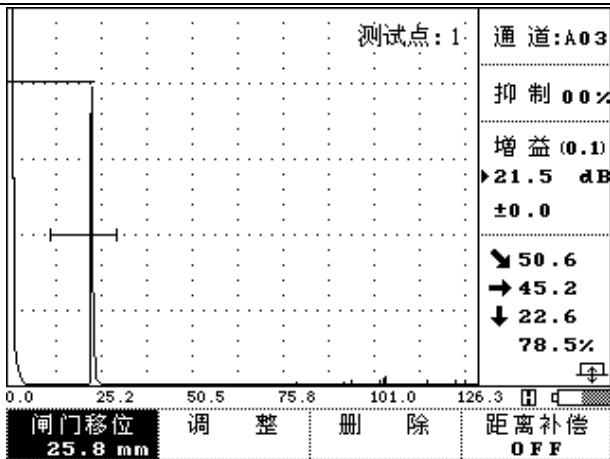 测试点: 1
通 道:A03
抑 制 00%
增 益 (0.1)
▶21.5 dB
±0.0
↘ 50.6
→ 45.2
↓ 22.6
78.5%
0.0 25.2 50.5 75.8 101.0 126.3 H
闸门移位 调 整 删 除 距离补偿
25.8 mm OFF